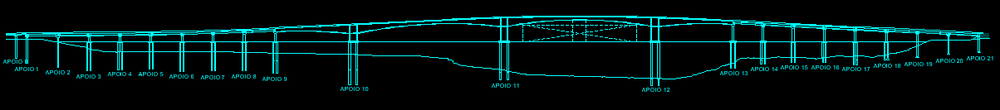 APOIO
APOIO 1
APOIO 2
APOIO 3
APOIO 4
APOIO 5
APOIO 6
APOIO 7
APOIO 8
APOIO 9
APOIO 10
APOIO 11
APOIO 12
APOIO 13
APOIO 14
APOIO 15
APOIO 16
APOIO 17
APOIO 18
APOIO 19
APOIO 20
APOIO 21